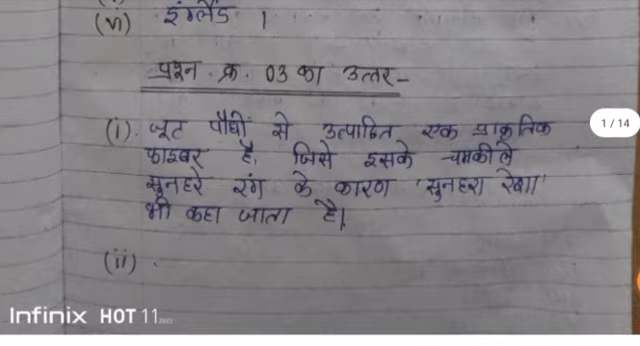 (vi) इंग्लैंड ।
प्रश्न क्र. 03 का उत्तर-
(i). जूट पौधों से उत्पादित एक प्राकृतिक
फाइबर है, जिसे इसके चमकीले
सुनहरे रंग के कारण 'सुनहरा रेशा'
भी कहा जाता है।
(ii) .
1 / 14
Infinix HOT 11